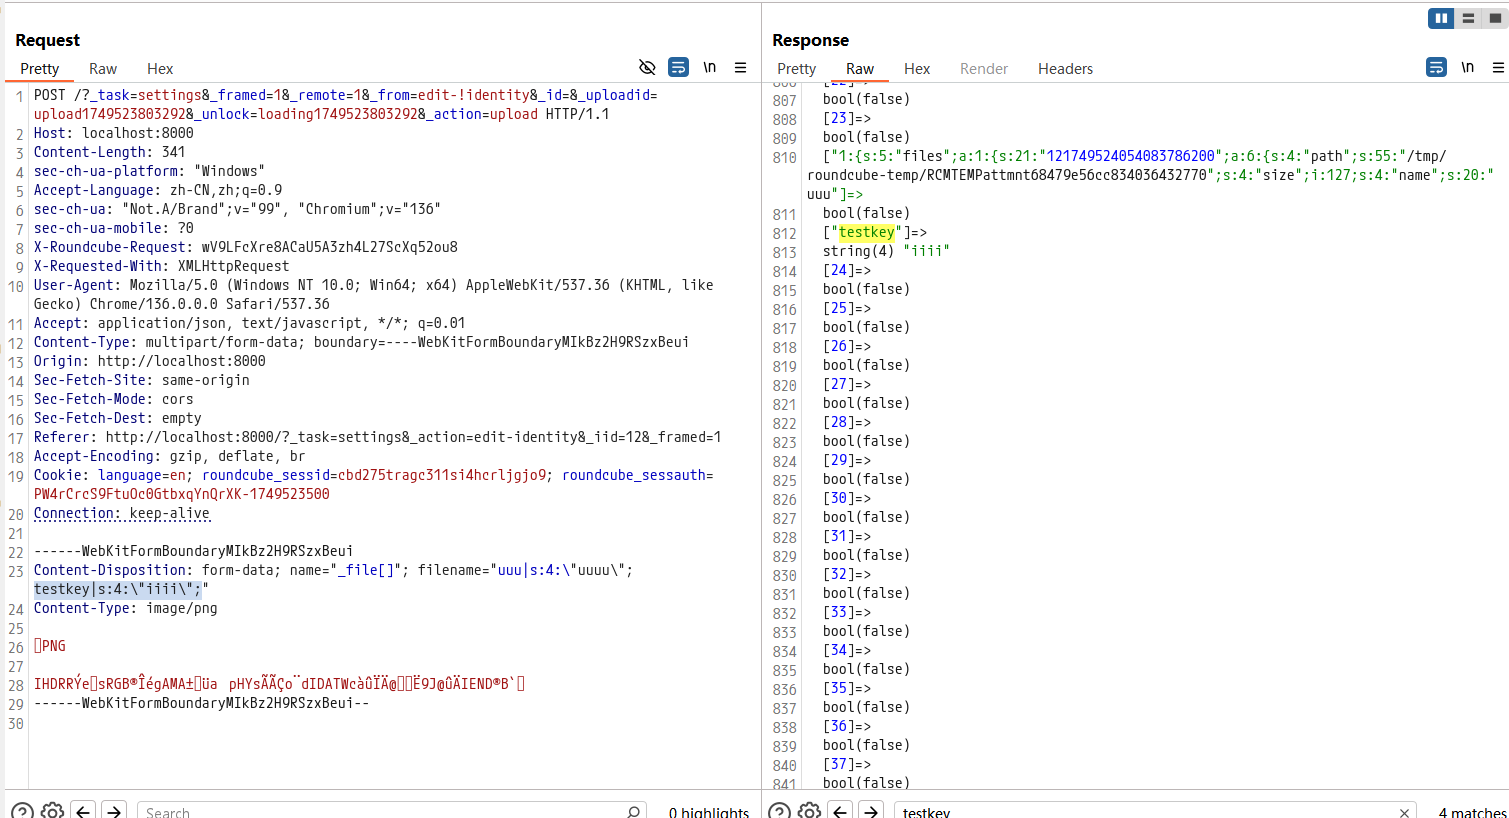 Request
Pretty Raw Hex
\n
1 POST /?_task=settings&_framed=1&_remote=1&_from=edit-!identity&_id=&_uploadid=
upload1749523803292&_unlock=loading1749523803292&_action=upload HTTP/1.1
2 Host: localhost:8000
3 Content-Length: 341
4 sec-ch-ua-platform: "Windows"
5 Accept-Language: zh-CN,zh;q=0.9
6 sec-ch-ua: "Not.A/Brand";v="99", "Chromium";v="136"
7 sec-ch-ua-mobile: ?0
8 X-Roundcube-Request: wV9LFcXre8ACaU5A3zh4L27ScXq52ou8
9 X-Requested-With: XMLHttpRequest
10 User-Agent: Mozilla/5.0 (Windows NT 10.0; Win64; x64) AppleWebKit/537.36 (KHTML, like
Gecko) Chrome/136.0.0.0 Safari/537.36
11 Accept: application/json, text/javascript, */*; q=0.01
12 Content-Type: multipart/form-data; boundary=----WebKitFormBoundaryMIkBz2H9RSzxBeui
13 Origin: http://localhost:8000
14 Sec-Fetch-Site: same-origin
15 Sec-Fetch-Mode: cors
16 Sec-Fetch-Dest: empty
17 Referer: http://localhost:8000/?_task=settings&_action=edit-identity&_iid=12&_framed=1
18 Accept-Encoding: gzip, deflate, br
19 Cookie: language=en; roundcube_sessid=cbd275tragc311si4hcrljgjo9; roundcube_sessauth=
PW4rCrcS9FtuOc0GtbxqYnQrXK-1749523500
20 Connection: keep-alive
21
22 ------WebKitFormBoundaryMIkBz2H9RSzxBeui
23 Content-Disposition: form-data; name="_file[]"; filename="uuu|s:4:\"uuuu\";
testkey|s:4:\"iiii\";"
24 Content-Type: image/png
25
26 PNG
27
28
29 ------WebKitFormBoundaryMIkBz2H9RSzxBeui--
30
Search
0 highlights
Response
Pretty Raw Hex Render Headers
\n
806 [22]=>
807 bool(false)
808 [23]=>
809 bool(false)
810 ["1:{s:5:"files";a:1:{s:21:"121749524054083786200";a:6:{s:4:"path";s:55:"/tmp/
roundcube-temp/RCMTEMPattmnt68479e56cc834036432770";s:4:"size";i:127;s:4:"name";s:20:"
uuu"]=>
811 bool(false)
812 ["testkey"]=>
813 string(4) "iiii"
814 [24]=>
815 bool(false)
816 [25]=>
817 bool(false)
818 [26]=>
819 bool(false)
820 [27]=>
821 bool(false)
822 [28]=>
823 bool(false)
824 [29]=>
825 bool(false)
826 [30]=>
827 bool(false)
828 [31]=>
829 bool(false)
830 [32]=>
831 bool(false)
832 [33]=>
833 bool(false)
834 [34]=>
835 bool(false)
836 [35]=>
837 bool(false)
838 [36]=>
839 bool(false)
840 [37]=>
841 bool(false)
testkey
4 matches